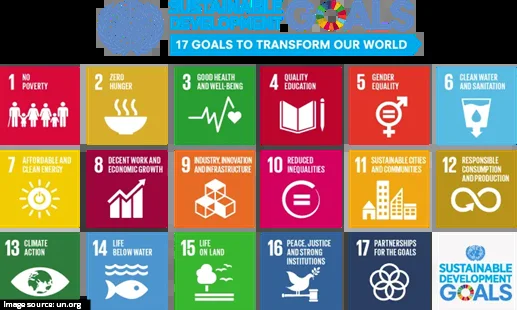 SUSTAINABLE
DEVELOPMENT GOALS
17 GOALS TO TRANSFORM OUR WORLD
1 NO
POVERTY
2 ZERO
HUNGER
3 GOOD HEALTH
AND WELL-BEING
4 QUALITY
EDUCATION
5 GENDER
EQUALITY
6 CLEAN WATER
AND SANITATION
7 AFFORDABLE AND
CLEAN ENERGY
8 DECENT WORK AND
ECONOMIC GROWTH
9 INDUSTRY, INNOVATION
AND INFRASTRUCTURE
10 REDUCED
INEQUALITIES
11 SUSTAINABLE CITIES
AND COMMUNITIES
12 RESPONSIBLE
CONSUMPTION
AND PRODUCTION
13 CLIMATE
ACTION
14 LIFE
BELOW WATER
15 LIFE
ON LAND
16 PEACE, JUSTICE
AND STRONG
INSTITUTIONS
17 PARTNERSHIPS
FOR THE GOALS
SUSTAINABLE
DEVELOPMENT
GOALS
Image source: un.org